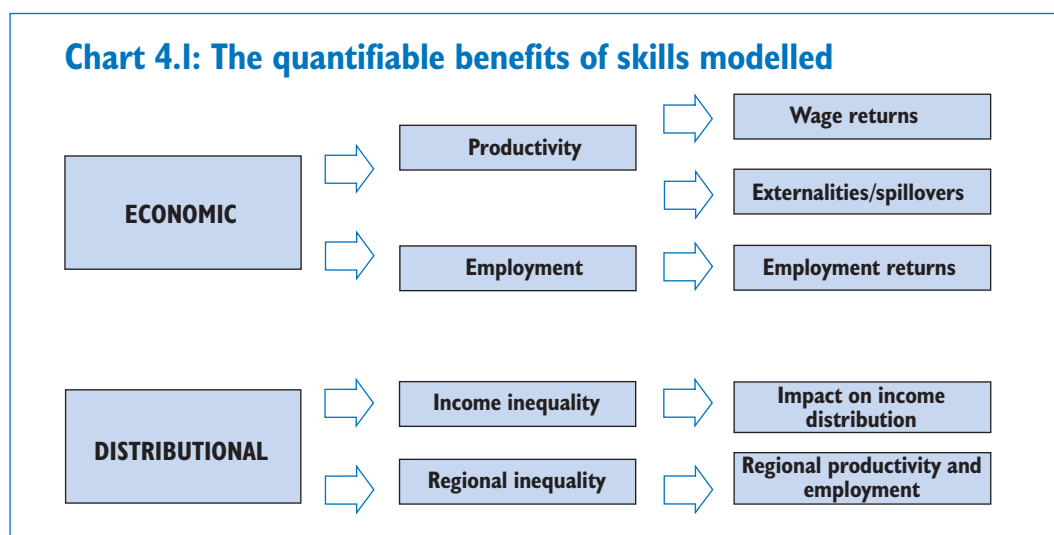 Chart 4.1: The quantifiable benefits of skills modelled
ECONOMIC
Productivity
Wage returns
Externalities/spillovers
Employment
Employment returns
DISTRIBUTIONAL
Income inequality
Impact on income
distribution
Regional inequality
Regional productivity and
employment